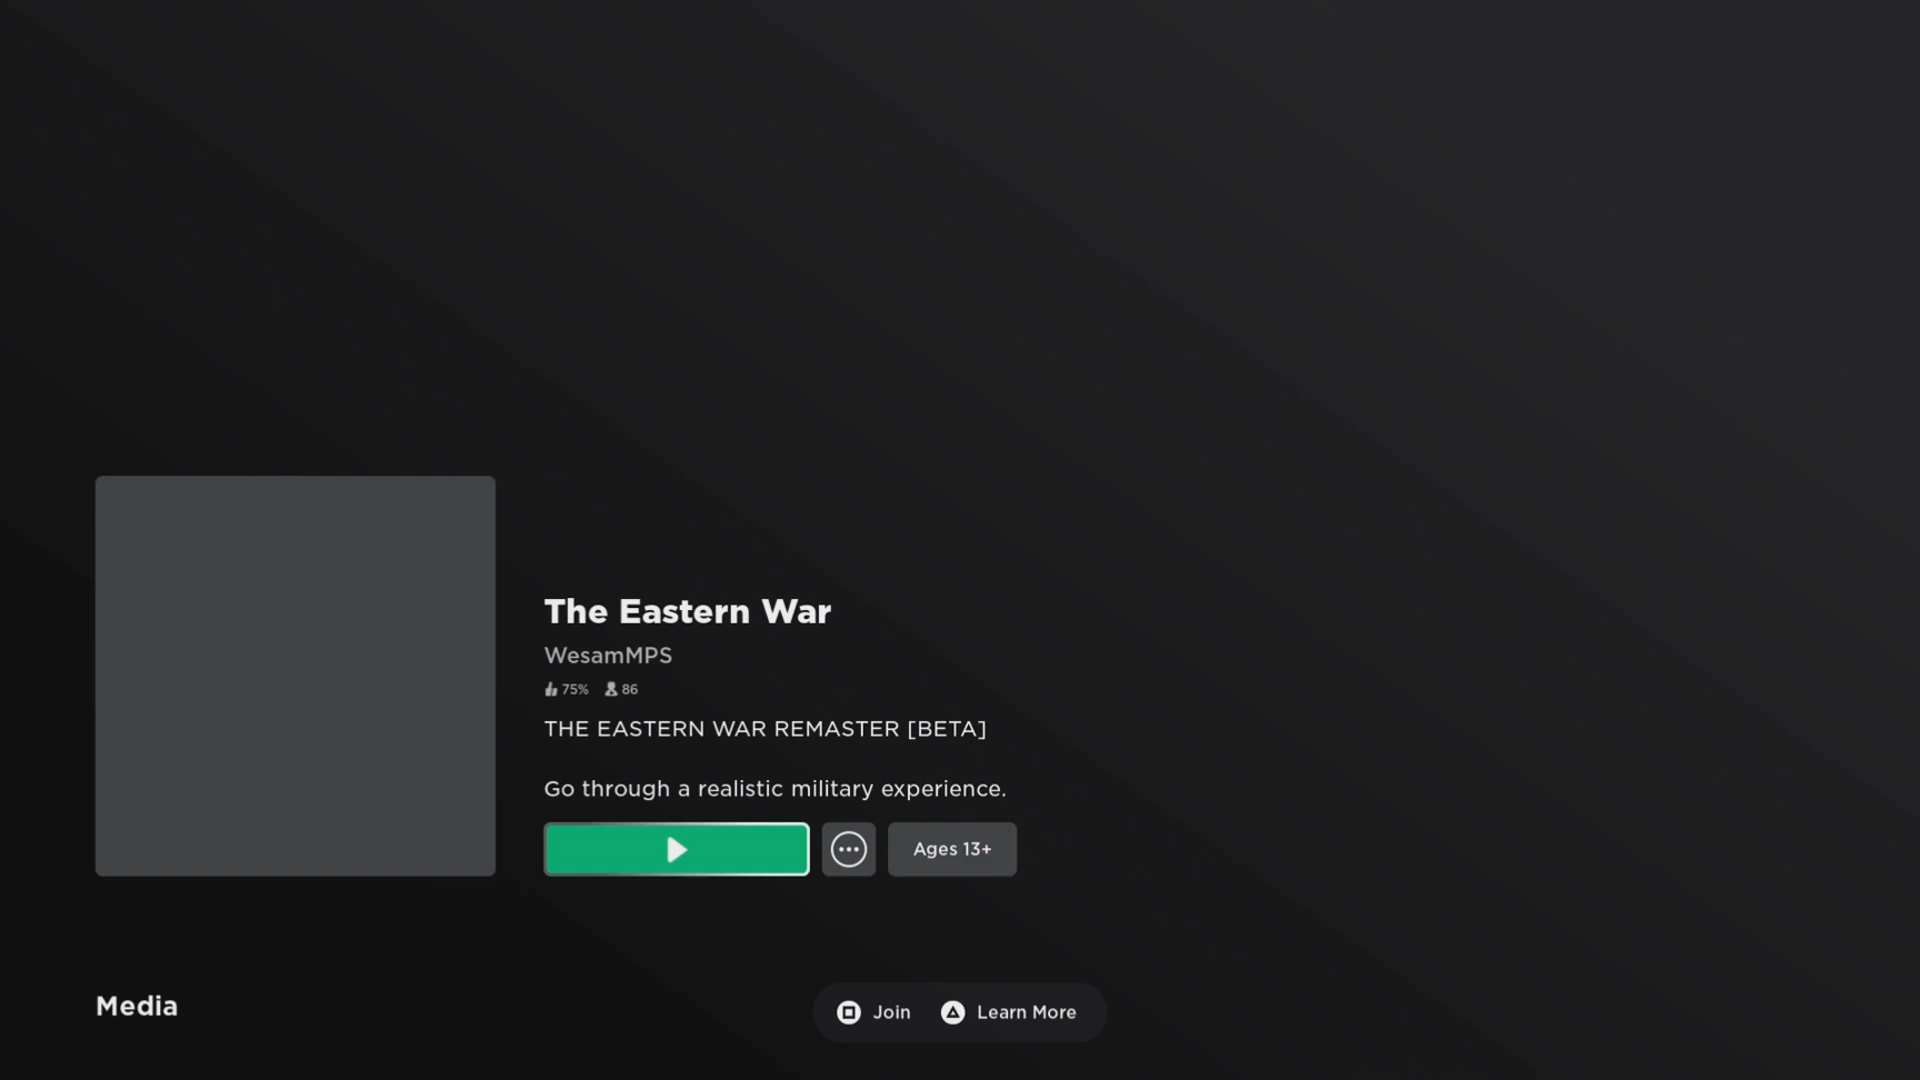 The Eastern War
WesamMPS
75% 86
THE EASTERN WAR REMASTER [BETA]
Go through a realistic military experience.
Ages 13+
Media
Join Learn More